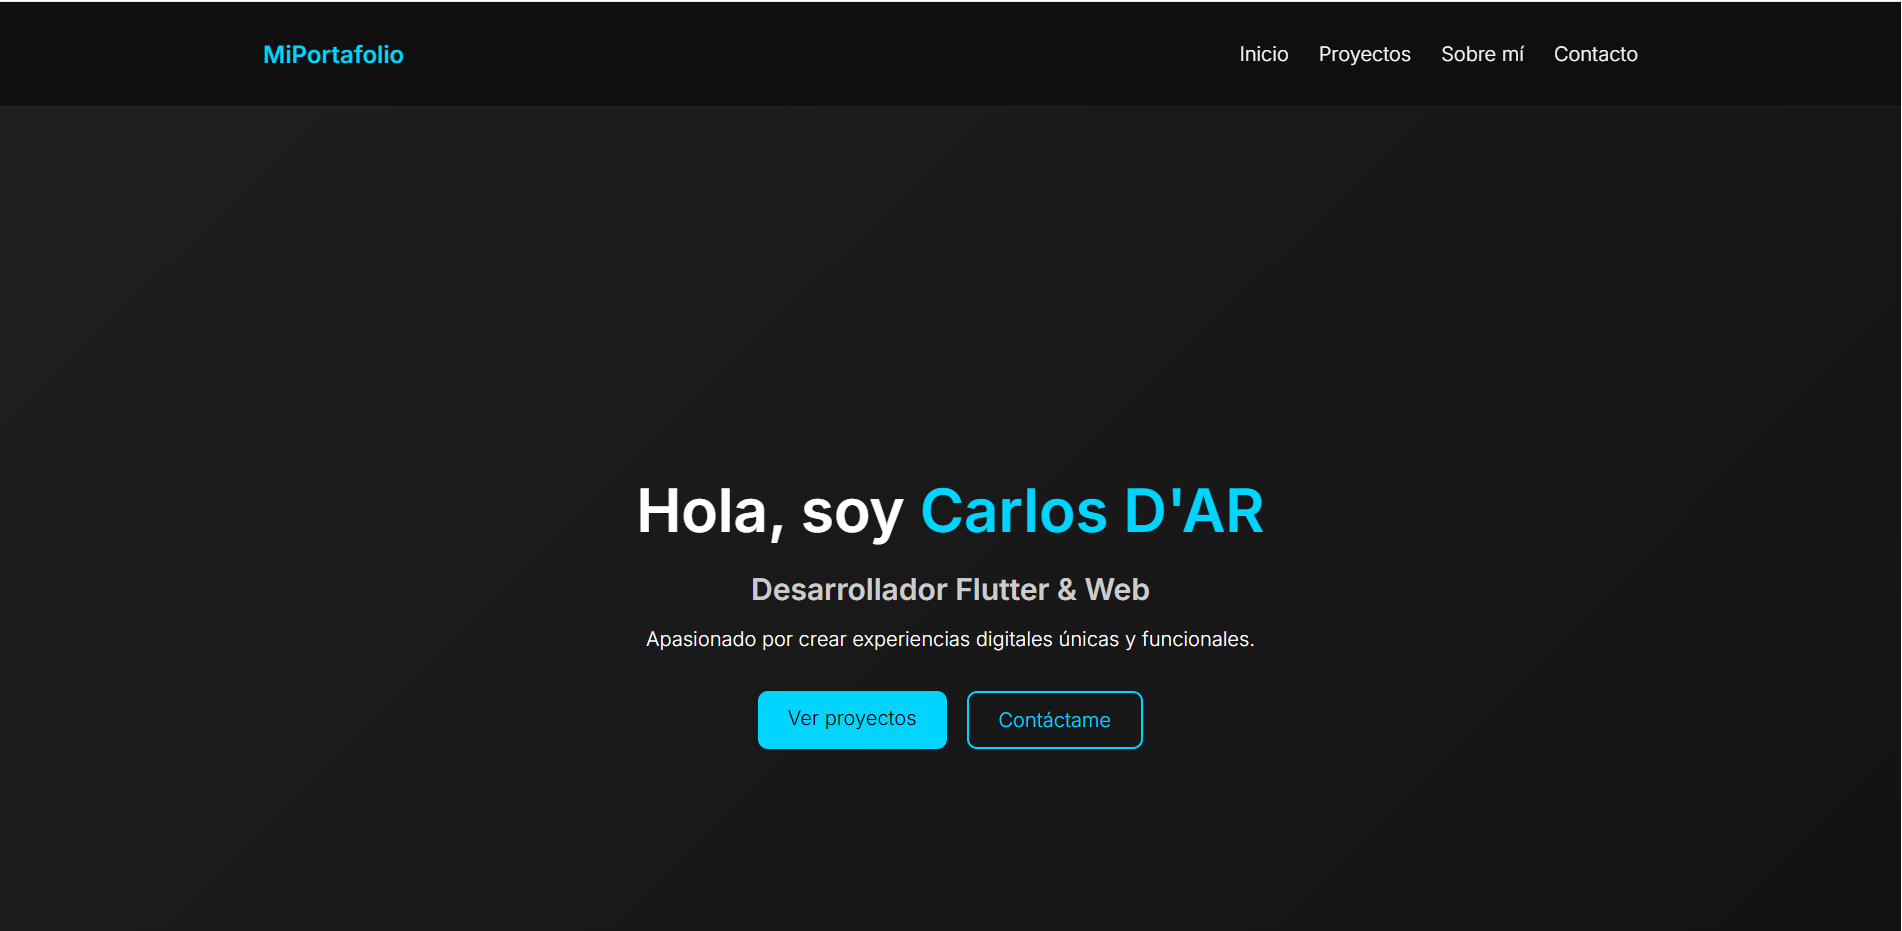 MiPortafolio
Inicio Proyectos Sobre mí Contacto
Hola, soy Carlos D'AR
Desarrollador Flutter & Web
Apasionado por crear experiencias digitales únicas y funcionales.
Ver proyectos Contáctame